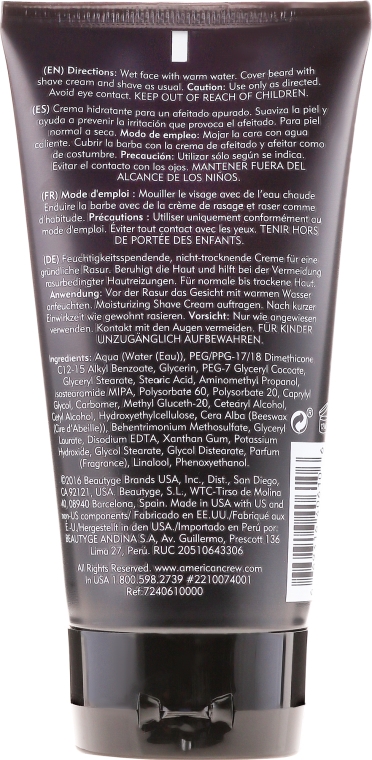 (EN) Directions: Wet face with warm water. Cover beard with
shave cream and shave as usual. Caution: Use only as directed.
Avoid eye contact. KEEP OUT OF REACH OF CHILDREN.
(ES) Crema hidratante para un afeitado apurado. Suaviza la piel y
ayuda a prevenir la irritación que provoca el afeitado. Para piel
normal a seca. Modo de empleo: Mojar la cara con agua
caliente. Cubrir la barba con la crema de afeitar y afeitar como
de costumbre. Precaución: Utilizar sólo según se indica.
Evitar el contacto con los ojos. MANTENER FUERA DEL
ALCANCE DE LOS NIÑOS.
(FR) Mode d'emploi : Mouiller le visage avec de l'eau chaude
Enduire la barbe avec de la crème de rasage et raser comme
d'habitude. Précautions : Utiliser uniquement conformément au
mode d'emploi. Éviter tout contact avec les yeux. TENIR HORS
DE PORTÉE DES ENFANTS.
(DE) Feuchtigkeitsspendende, nicht-trocknende Creme für eine
gründliche Rasur. Beruhigt die Haut und hilft bei der Vermeidung
rasurbedingter Hautreizungen. Für normale bis trockene Haut.
Anwendung: Vor der Rasur das Gesicht mit warmen Wasser
anfeuchten. Moisturizing Shave Cream auftragen. Nach kurzer
Einwirkzeit wie gewohnt rasieren. Vorsicht: Nur wie angewiesen
verwenden. Kontakt mit den Augen vermeiden. FÜR KINDER
UNZUGÄNGLICH AUFBEWAHREN.
Ingredients: Aqua (Water (Eau)), PEG/PPG-17/18 Dimethicone,
C12-15 Alkyl Benzoate, Glycerin, PEG-7 Glyceryl Cocoate,
Glyceryl Stearate, Stearic Acid, Aminomethyl Propanol,
Isostearamide MIPA, Polysorbate 60, Polysorbate 20, Caprylyl
Glycol, Carbomer, Methyl Gluceth-20, Cetearyl Alcohol,
Cetyl Alcohol, Hydroxyethylcellulose, Cera Alba (Beeswax
(Cire d'Abeille)), Behentrimonium Methosulfate, Glyceryl
Laurate, Disodium EDTA, Xanthan Gum, Potassium
Hydroxide, Glycol Stearate, Glycol Distearate, Parfum
(Fragrance), Linalool, Phenoxyethanol.
©2016 Beautyge Brands USA, Inc., Dist., San Diego,
CA 92121, USA. Beautyge, S.L., WTC-Tirso de Molina
40, 08940 Barcelona, Spain. Made in USA with US and
non-US components/ Fabricado en EE.UU./Fabriqué aux
É-U./Hergestellt in den USA./Importado en Perú por:
BEAUTYGE ANDINA S.A., Av. Guillermo, Prescott 136
Lima 27, Perú. RUC 20510643306
All Rights Reserved. www.americancrew.com
In USA 1.800.598.2739 #2210074001
Ref:7240610000